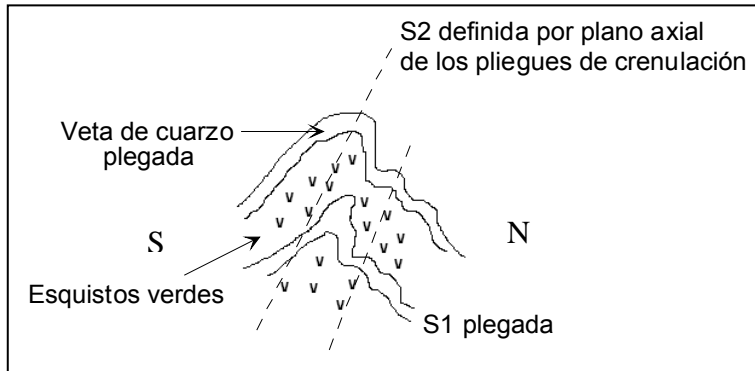 S2 definida por plano axial
de los pliegues de crenulación
Veta de cuarzo
plegada
S
N
Esquistos verdes
S1 plegada